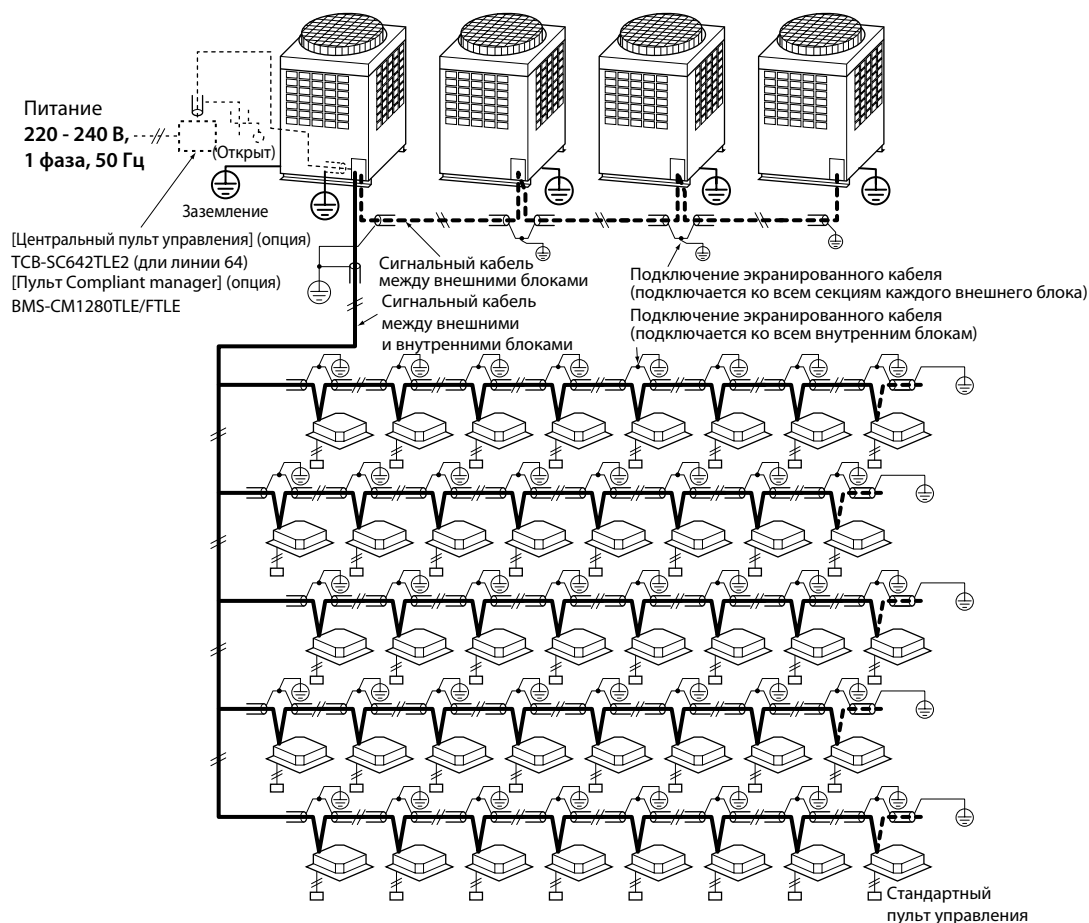 Питание
220 - 240 В,
1 фаза, 50 Гц
(Открыт)
Заземление
[Центральный пульт управления] (опция)
TCB-SC642TLE2 (дли линии 64)
[Пульт Compliant manager] (опция)
BMS-CM1280TLE/FTLE
Сигнальный кабель
между внешними блоками
Сигнальный кабель
между внешними
и внутренними блоками
Подключение экранированного кабеля
(подключается ко всем секциям каждого внешнего блока)
Подключение экранированного кабеля
(подключается ко всем внутренним блокам)
Стандартный
пульт управления